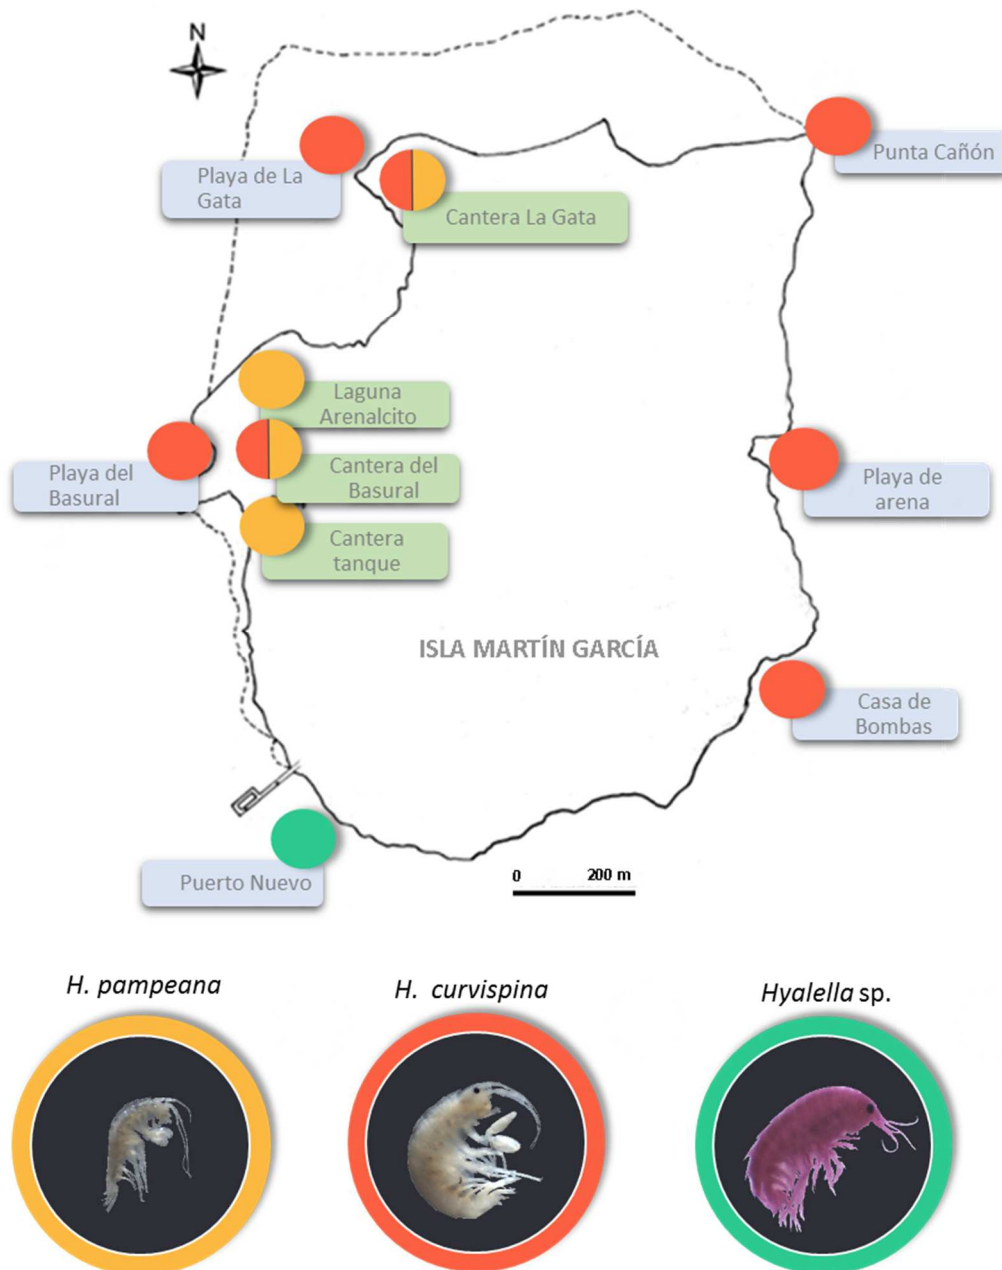 N
Punta Cañón
Playa de La
Gata
Cantera La Gata
Laguna
Arenalcito
Playa del
Basural
Cantera del
Basural
Playa de
arena
Cantera
tanque
ISLA MARTÍN GARCÍA
Casa de
Bombas
Puerto Nuevo
0 200 m
H. pampeana
H. curvispina
Hyalella sp.